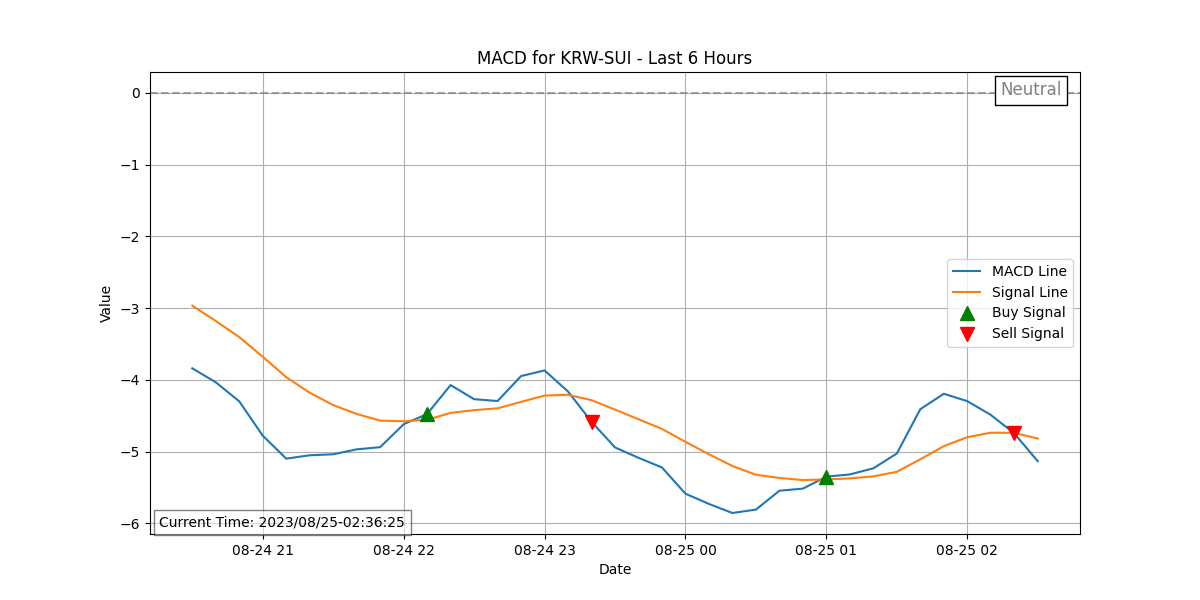 MACD for KRW-SUI - Last 6 Hours
Neutral
Value
0
−1
−2
−3
−4
−5
−6
MACD Line
Signal Line
Buy Signal
Sell Signal
Current Time: 2023/08/25-02:36:25
08-24 21
08-24 22
08-24 23
08-25 00
08-25 01
08-25 02
Date